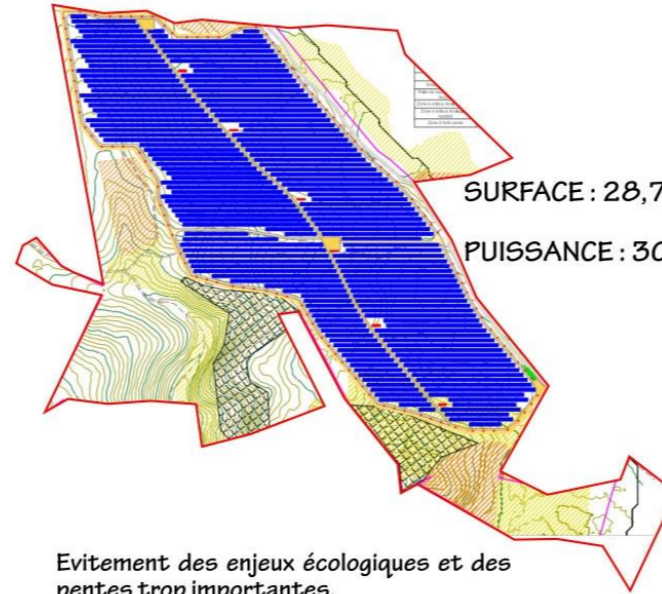 SURFACE : 28,7
PUISSANCE : 30
Evitement des enjeux écologiques et des
pentes trop importantes.